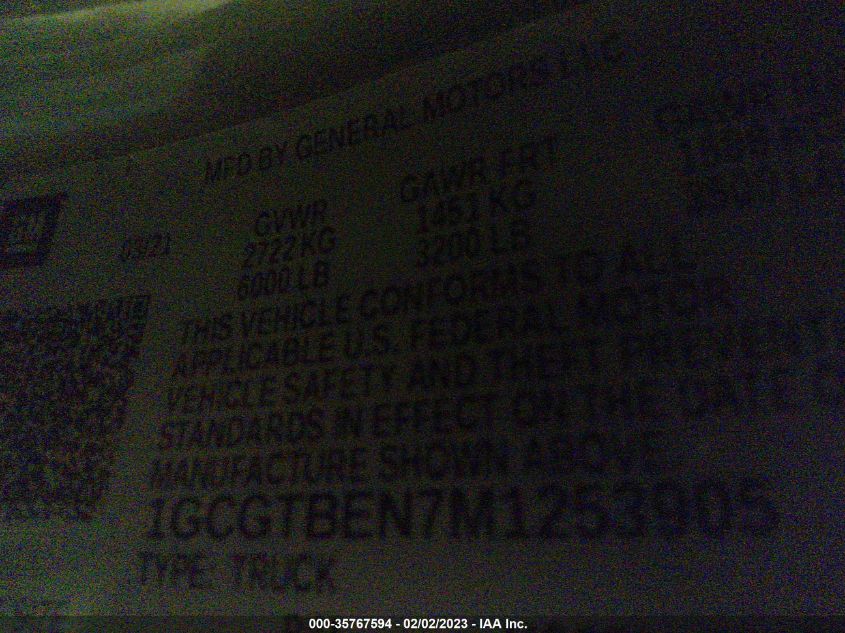 MFD BY GENERAL MOTORS LLC
GM
03/21
GVWR
2722 KG
6000 LB
GAWR FRT
1451 KG
3200 LB
THIS VEHICLE CONFORMS TO ALL
APPLICABLE U.S. FEDERAL MOTOR
VEHICLE SAFETY AND THEFT
STANDARDS IN EFFECT ON THE DATE
MANUFACTURE SHOWN ABOVE
1GCGTBEN7M1253905
TYPE: TRUCK
000-35767594 - 02/02/2023 - IAA Inc.